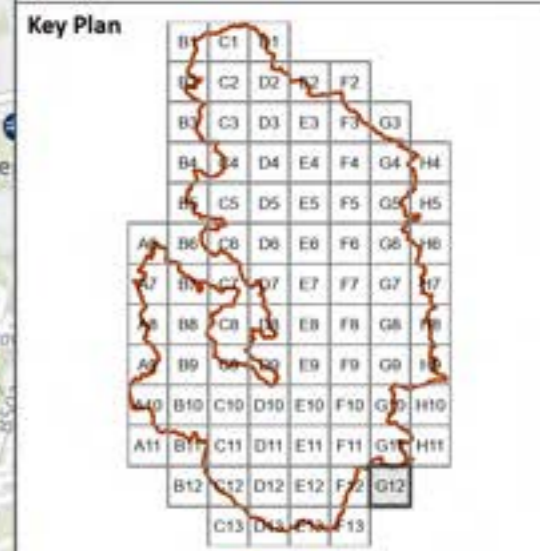 Key Plan
B1 C1 D1
B2 C2 D2 E2 F2
B3 C3 D3 E3 F3 G3
B4 C4 D4 E4 F4 G4 H4
B5 C5 D5 E5 F5 G5 H5
A6 B6 C6 D6 E6 F6 G6 H6
A7 B7 C7 D7 E7 F7 G7 H7
A8 B8 C8 D8 E8 F8 G8 H8
A9 B9 C9 D9 E9 F9 G9 H9
A10 B10 C10 D10 E10 F10 G10 H10
A11 B11 C11 D11 E11 F11 G11 H11
B12 C12 D12 E12 F12 G12
C13 D13 E13 F13